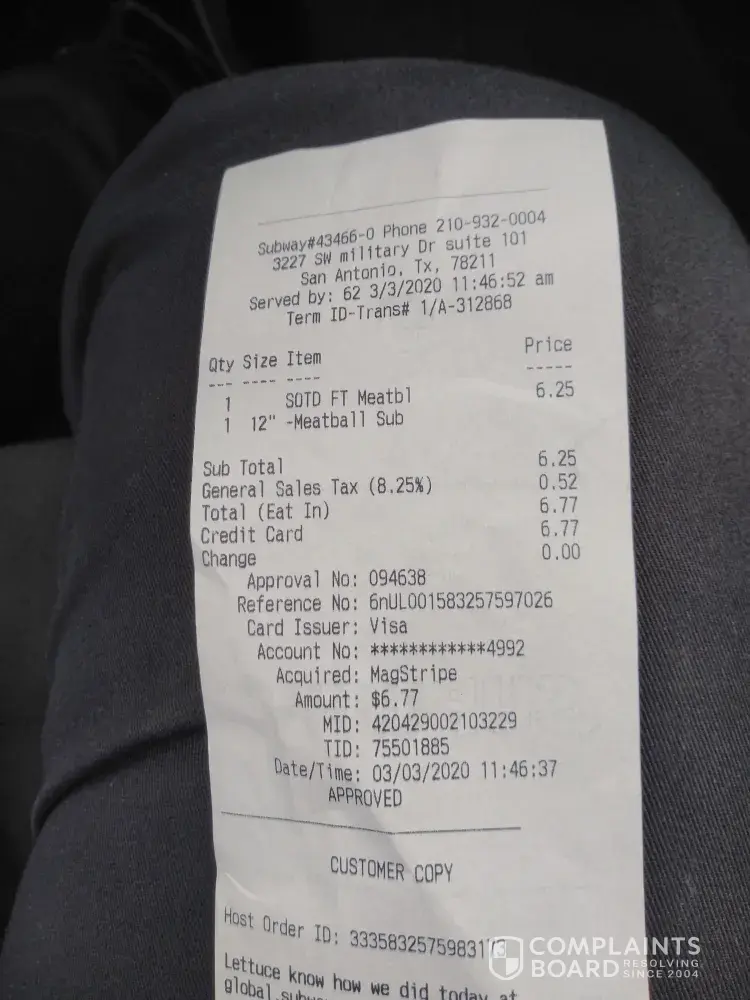 Subway#43466-0 Phone 210-932-0004
3227 SW military Dr suite 101
San Antonio, Tx, 78211
Served by: 62 3/3/2020 11:46:52 am
Term ID-Trans# 1/A-312868
Qty Size Item Price
--- ---- ---- -----
1 SOTD FT Meatbl 6.25
1 12" -Meatball Sub
Sub Total 6.25
General Sales Tax (8.25%) 0.52
Total (Eat In) 6.77
Credit Card 6.77
Change 0.00
Approval No: 094638
Reference No: 6nUL001583257597026
Card Issuer: Visa
Account No: ************4992
Acquired: MagStripe
Amount: $6.77
MID: 420429002103229
TID: 75501885
Date/Time: 03/03/2020 11:46:37
APPROVED
CUSTOMER COPY
Host Order ID:
Lettuce know how we did today at
COMPLAINTS
BOARD RESOLVING SINCE 2004